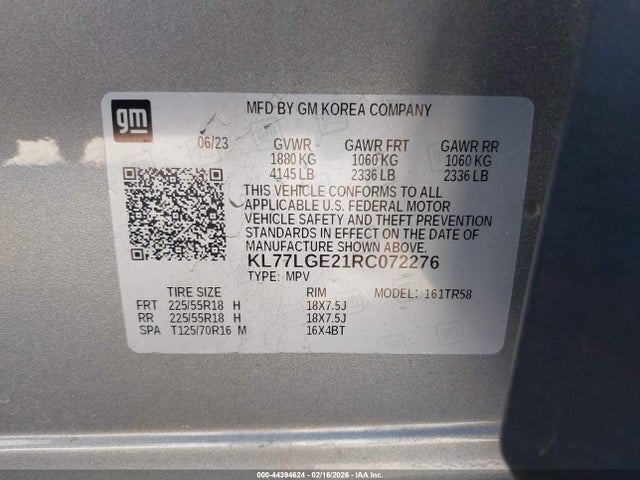 gm
MFD BY GM KOREA COMPANY
06/23 GVWR GAWR FRT GAWR RR
1880 KG 1060 KG 1060 KG
4145 LB 2336 LB 2336 LB
THIS VEHICLE CONFORMS TO ALL
APPLICABLE U.S. FEDERAL MOTOR
VEHICLE SAFETY AND THEFT PREVENTION
STANDARDS IN EFFECT ON THE DATE OF
MANUFACTURE SHOWN ABOVE.
KL77LGE21RC072276
TYPE: MPV
TIRE SIZE RIM MODEL: 161TR58
FRT 225/55R18 H 18X7.5J
RR 225/55R18 H 18X7.5J
SPA T125/70R16 M 16X4BT
000-44394624 - 02/16/2026 - IAAI.COM